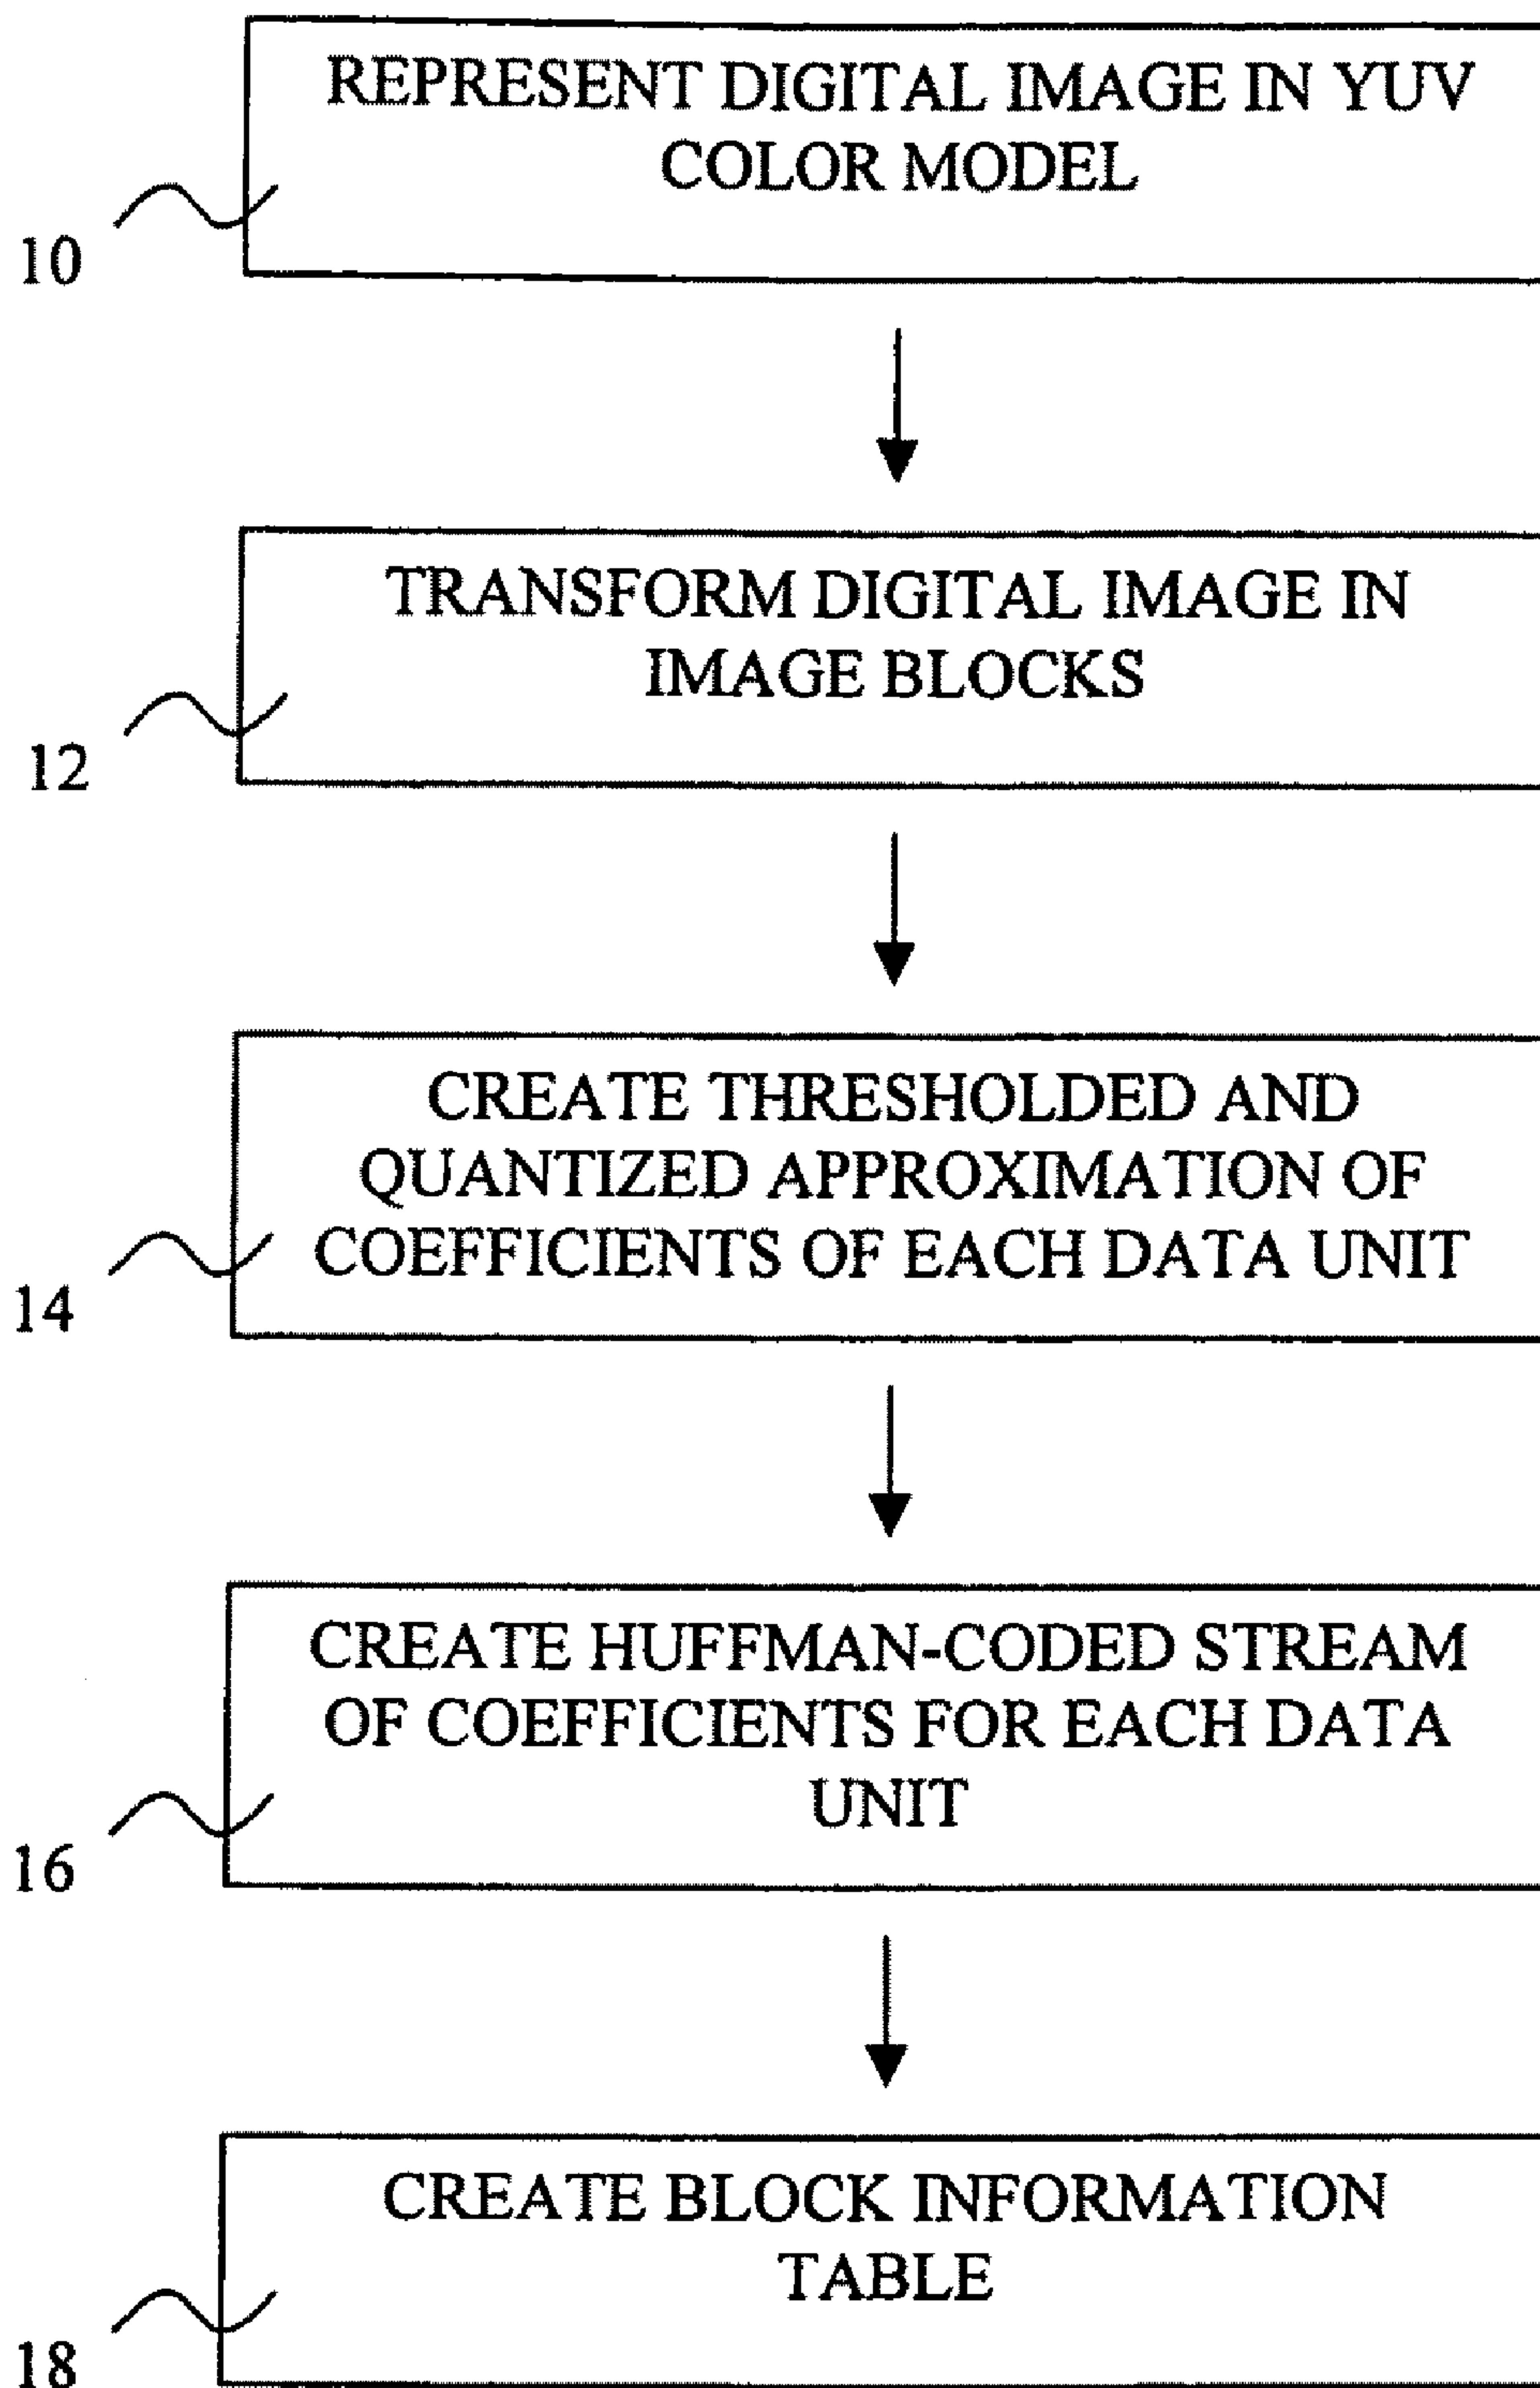 REPRESENT DIGITAL IMAGE IN YUV
COLOR MODEL
10
TRANSFORM DIGITAL IMAGE IN
IMAGE BLOCKS
12
CREATE THRESHOLDED AND
QUANTIZED APPROXIMATION OF
COEFFICIENTS OF EACH DATA UNIT
14
CREATE HUFFMAN-CODED STREAM
OF COEFFICIENTS FOR EACH DATA
UNIT
16
CREATE BLOCK INFORMATION
TABLE
18